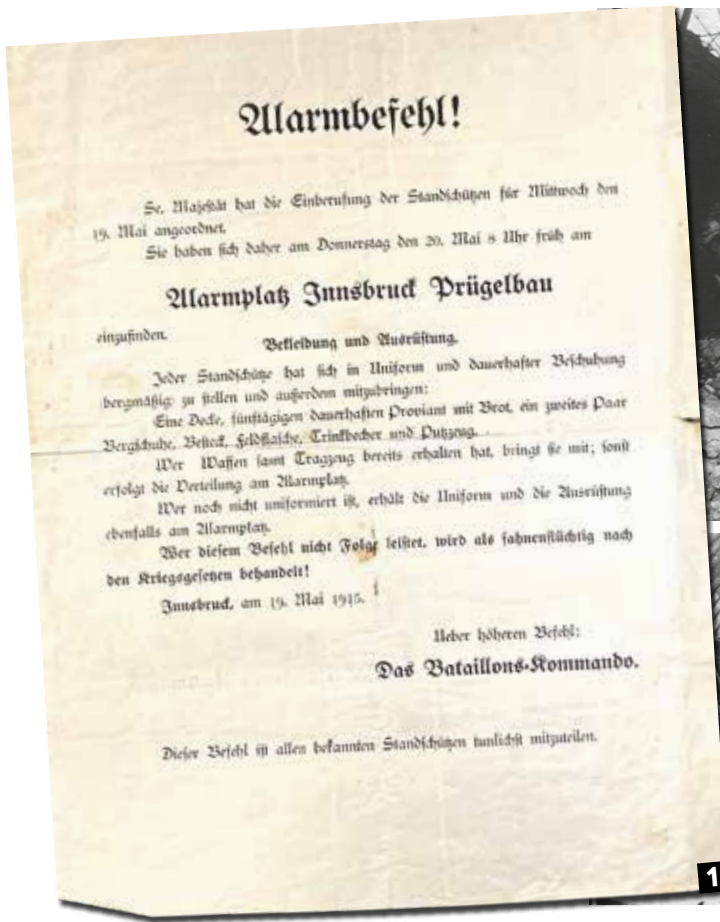 Alarmbefehl!
Se. Majestät hat die Einberufung der Standschützen für Mittwoch den
19. Mai angeordnet.
Sie haben sich daher am Donnerstag den 20. Mai 8 Uhr früh am
Alarmplatz Innsbruck Prügelbau
einzufinden.
Bekleidung und Ausrüstung.
Jeder Standschütze hat sich in Uniform und dauerhafter Beschuhung
bergmäßig zu stellen und außerdem mitzubringen:
Eine Decke, fünftägigen dauerhaften Proviant mit Brot, ein zweites Paar
Bergschuhe, Besteck, Feldflasche, Trinkbecher und Putzzeug.
Wer Waffen samt Tragzeug bereits erhalten hat, bringt sie mit; sonst
erfolgt die Verteilung am Alarmplatz.
Wer noch nicht uniformiert ist, erhält die Uniform und die Ausrüstung
ebenfalls am Alarmplatz.
Wer diesem Befehl nicht Folge leistet, wird als fahnenflüchtig nach
den Kriegsgesetzen behandelt!
Innsbruck, am 19. Mai 1915.
Ueber höheren Befehl:
Das Bataillons-Kommando.
Dieser Befehl ist allen bekannten Standschützen tunlichst mitzuteilen.
1